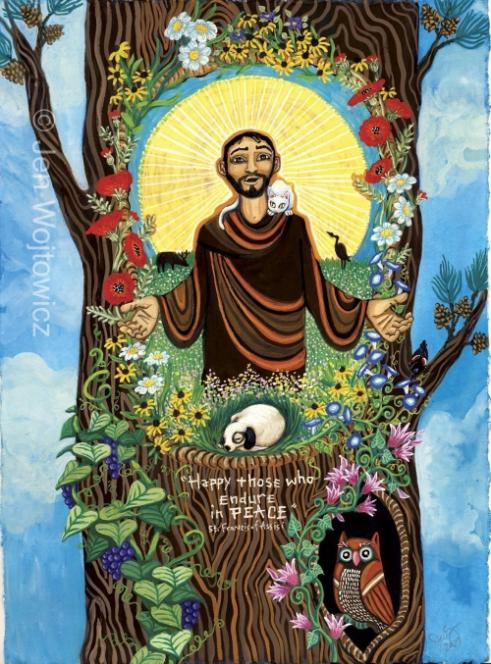 © Jen Wojtowicz
"Happy those who
endure
in PEACE"
St. Francis of Assisi